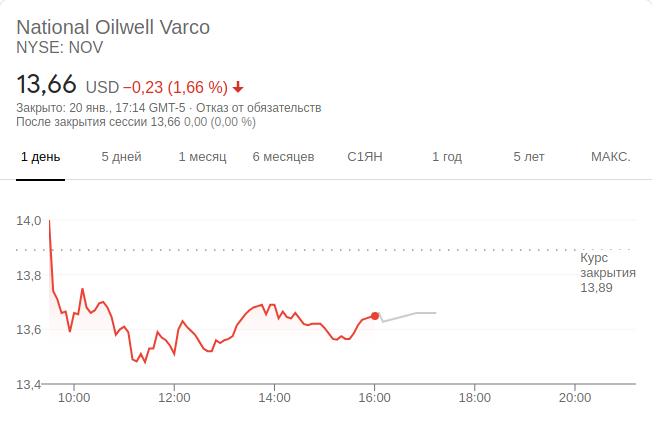 National Oilwell Varco
NYSE: NOV
13,66 USD −0,23 (1,66 %)
Закрыто: 20 янв., 17:14 GMT-5 · Отказ от обязательств
После закрытия сессии 13,66 0,00 (0,00 %)
1 день 5 дней 1 месяц 6 месяцев С1ЯН 1 год 5 лет МАКС.
14,0
Курс
закрытия
13,89
13,8
13,6
13,4
10:00 12:00 14:00 16:00 18:00 20:00